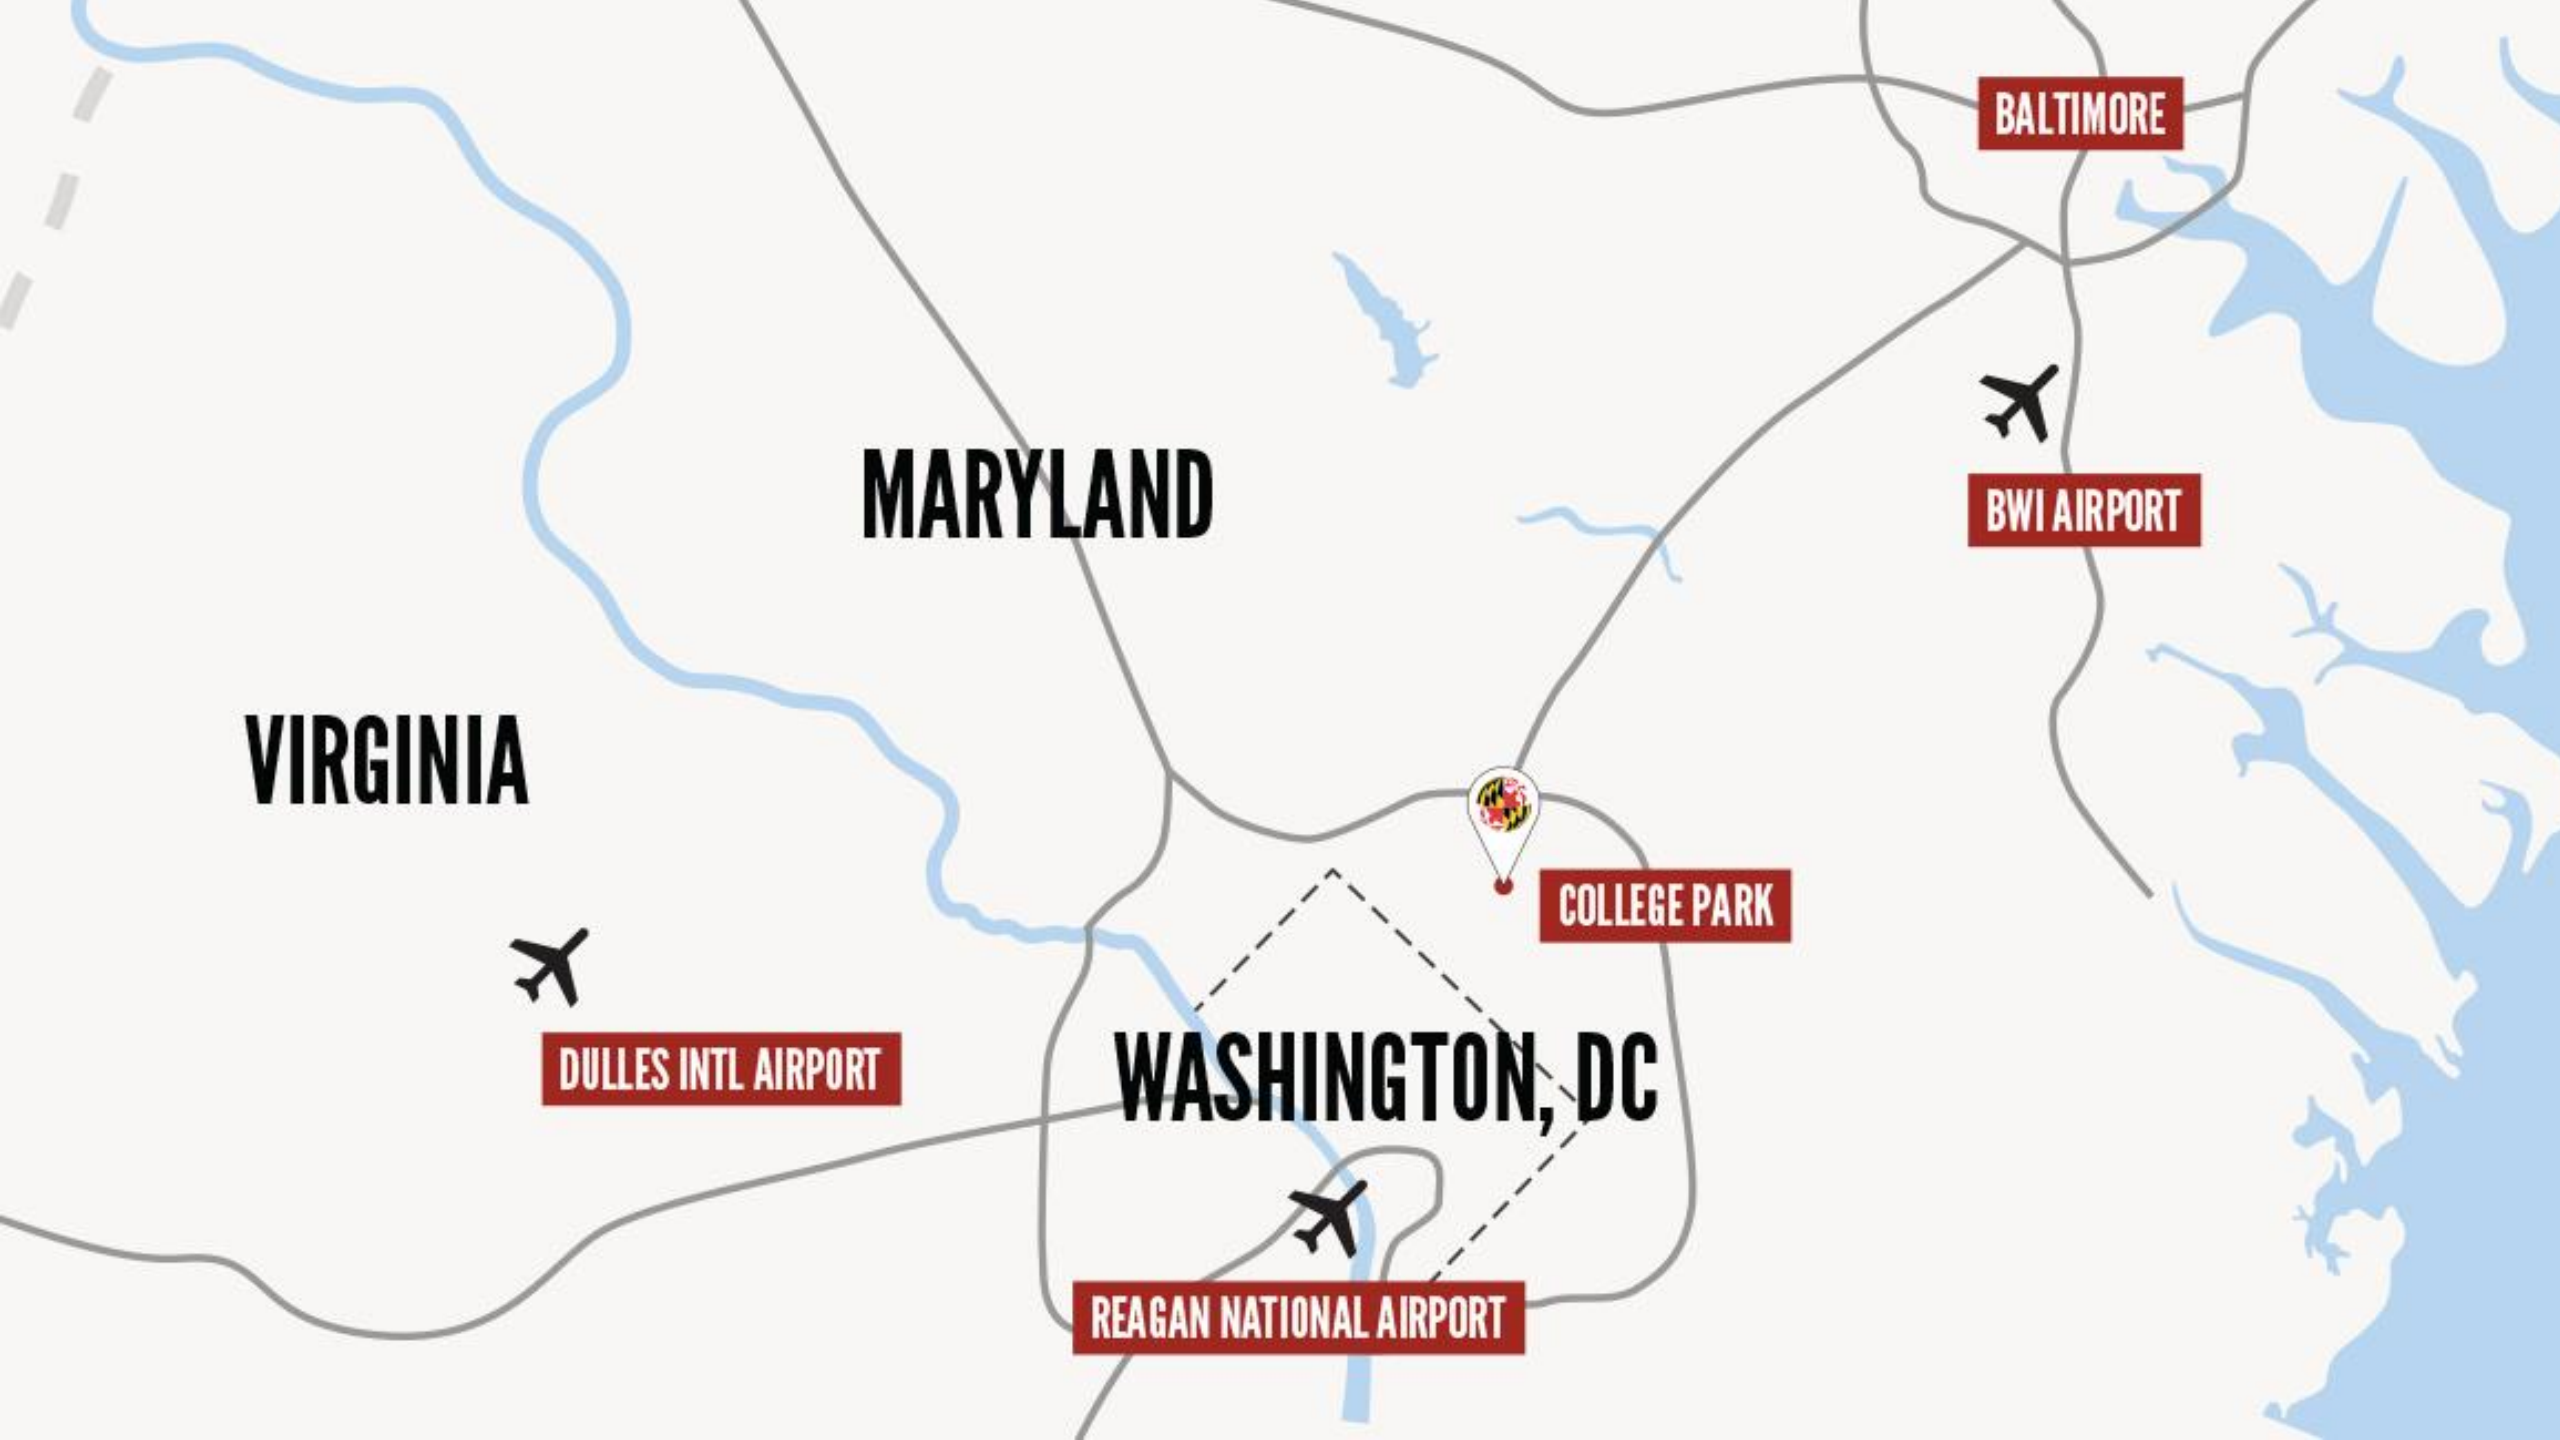 BALTIMORE
MARYLAND
BWI AIRPORT
VIRGINIA
COLLEGE PARK
DULLES INTL AIRPORT
WASHINGTON, DC
REAGAN NATIONAL AIRPORT